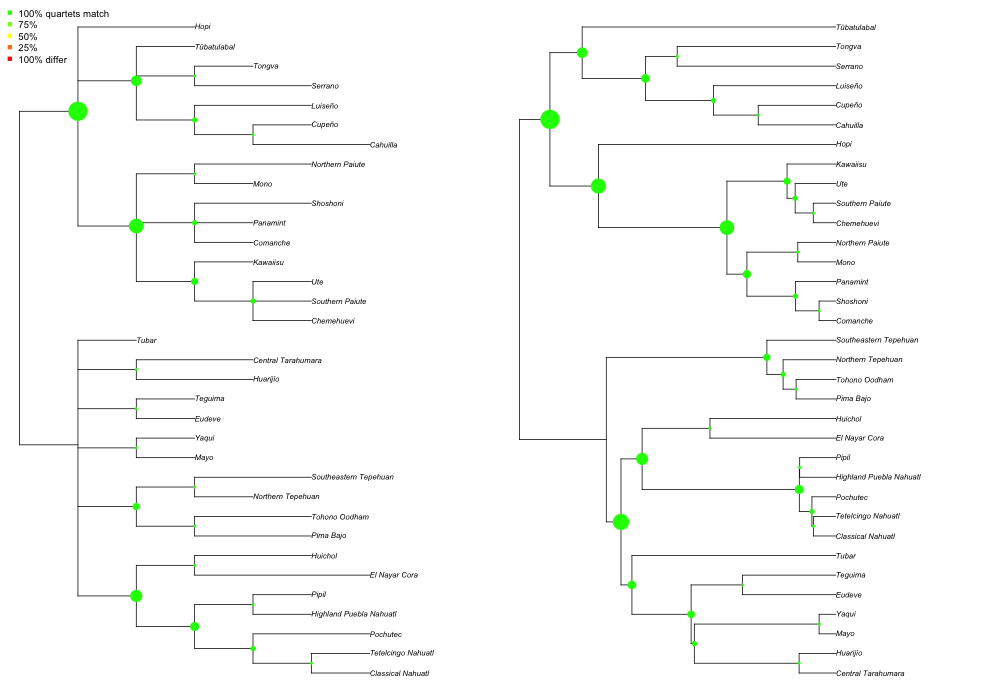 100% quartets match
75%
50%
25%
100% differ
Hopi
Tübatulabal
Tongva
Serrano
Luiseño
Cupeño
Cahuilla
Northern Paiute
Mono
Shoshoni
Panamint
Comanche
Kawaiisu
Ute
Southern Paiute
Chemehuevi
Tubar
Central Tarahumara
Huarijio
Teguima
Eudeve
Yaqui
Mayo
Southeastern Tepehuan
Northern Tepehuan
Tohono Oodham
Pima Bajo
Huichol
El Nayar Cora
Pipil
Highland Puebla Nahuatl
Pochutec
Tetelcingo Nahuatl
Classical Nahuatl
Tübatulabal
Tongva
Serrano
Luiseño
Cupeño
Cahuilla
Hopi
Kawaiisu
Ute
Southern Paiute
Chemehuevi
Northern Paiute
Mono
Panamint
Shoshoni
Comanche
Southeastern Tepehuan
Northern Tepehuan
Tohono Oodham
Pima Bajo
Huichol
El Nayar Cora
Pipil
Highland Puebla Nahuatl
Pochutec
Tetelcingo Nahuatl
Classical Nahuatl
Tubar
Teguima
Eudeve
Yaqui
Mayo
Huarijio
Central Tarahumara